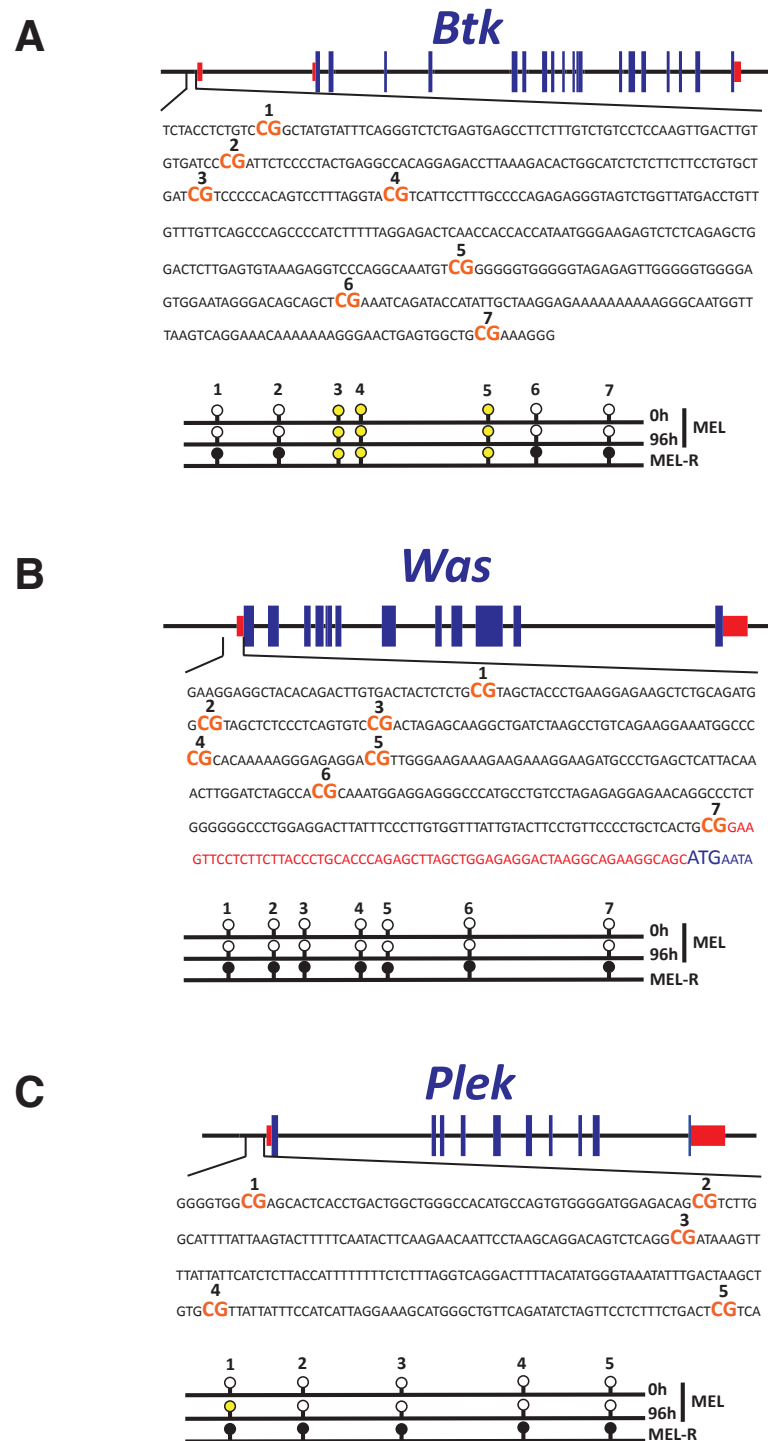 A
Btk
1
TCTACCTCTGTCCGGCTATGTATTTCAGGGTCTCTGAGTGAGCCTTCTTTGTCTGTCCTCCAAGTTGACTTGT
2
GTGATCCCGATTCTCCCCTACTGAGGCCACAGGAGACCTTAAAGACACTGGCATCTCTCTTCTTCCTGTGCT
3 4
GATCGTCCCCCACAGTCCTTTAGGTACGTCATTCCTTTGCCCCAGAGAGGGTAGTCTGGTTATGACCTGTT
GTTTGTTCAGCCCAGCCCCATCTTTTTAGGAGACTCAACCACCACCATAATGGGAAGAGTCTCTCAGAGCTG
5
GACTCTTGAGTGTAAAGAGGTCCCAGGCAAATGTCGGGGGGTGGGGGTAGAGAGTTGGGGGTGGGGA
6
GTGGAATAGGGACAGCAGCTCGAAATCAGATACCATATTGCTAAGGAGAAAAAAAAAAAGGGCAATGGTT
7
TAAGTCAGGAAACAAAAAAAGGGAACTGAGTGGCTGCGAAAGGG
1 2 3 4 5 6 7
0h
96h
MEL
MEL-R
B
Was
1
GAAGGAGGCTACACAGACTTGTGACTACTCTCTGCGTAGCTACCCTGAAGGAGAAGCTCTGCAGATG
2 3
GCGTAGCTCTCCCTCAGTGTCCGACTAGAGCAAGGCTGATCTAAGCCTGTCAGAAGGAAATGGCCC
4 5
CGCACAAAAAGGGAGAGGACGTTGGGAAGAAAGAAGAAAGGAAGATGCCCTGAGCTCATTACAA
6
ACTTGGATCTAGCCACGCAAATGGAGGAGGGCCCATGCCTGTCCTAGAGAGGAGAACAGGCCCTCT
7
GGGGGGCCCTGGAGGACTTATTTCCCTTGTGGTTTATTGTACTTCCTGTTCCCCTGCTCACTGCGGAA
GTTCCTCTTCTTACCCTGCACCCAGAGCTTAGCTGGAGAGGACTAAGGCAGAAGGCAGCATGAATA
1 2 3 4 5 6 7
0h
96h
MEL
MEL-R
C
Plek
1 2
GGGGTGGCGAGCACTCACCTGACTGGCTGGGCCACATGCCAGTGTGGGGATGGAGACAGCGTCTTG
3
GCATTTTATTAAGTACTTTTTCAATACTTCAAGAACAATTCCTAAGCAGGACAGTCTCAGGCGATAAAGTT
TTATTATTCATCTCTTACCATTTTTTTTCTCTTTAGGTCAGGACTTTTACATATGGGTAAATATTTGACTAAGCT
4 5
GTGCGTTATTATTTCCATCATTAGGAAAGCATGGGCTGTTCAGATATCTAGTTCCTCTTTCTGACTCGTCA
1 2 3 4 5
0h
96h
MEL
MEL-R